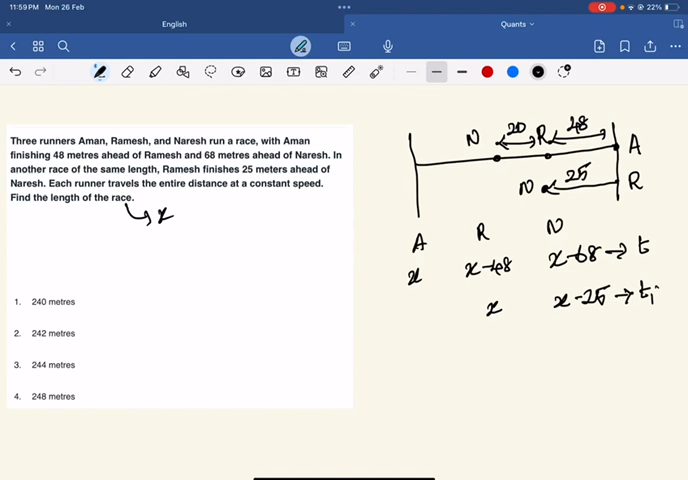 11:59 PM Mon 26 Feb
22%
English
Quants
Three runners Aman, Ramesh, and Naresh run a race, with Aman
finishing 48 metres ahead of Ramesh and 68 metres ahead of Naresh. In
another race of the same length, Ramesh finishes 25 meters ahead of
Naresh. Each runner travels the entire distance at a constant speed.
Find the length of the race.
x
1. 240 metres
2. 242 metres
3. 244 metres
4. 248 metres
N 20 R 48 A
N 25 R
A R N
x x-48 x-68 → t
x x-25 → t₁